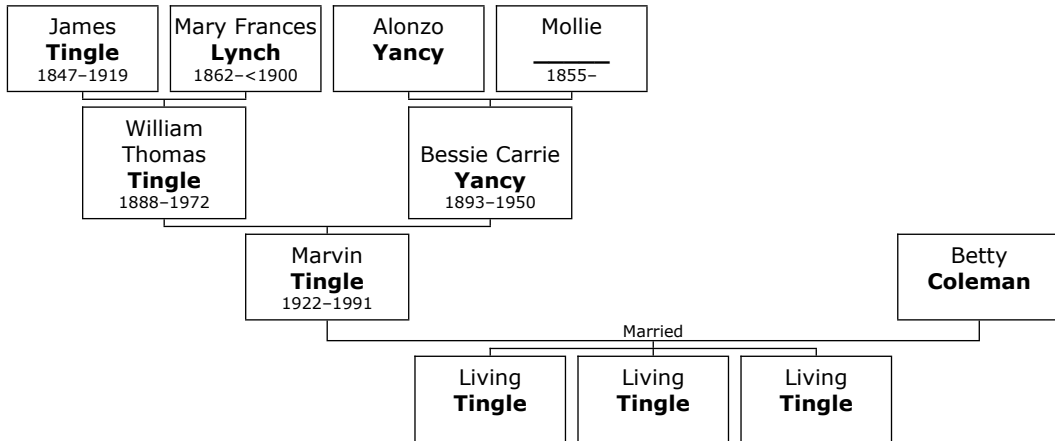 James
Tingle
1847–1919
Mary Frances
Lynch
1862–<1900
Alonzo
Yancy
Mollie
______
1855–
William
Thomas
Tingle
1888–1972
Bessie Carrie
Yancy
1893–1950
Marvin
Tingle
1922–1991
Betty
Coleman
Married
Living
Tingle
Living
Tingle
Living
Tingle